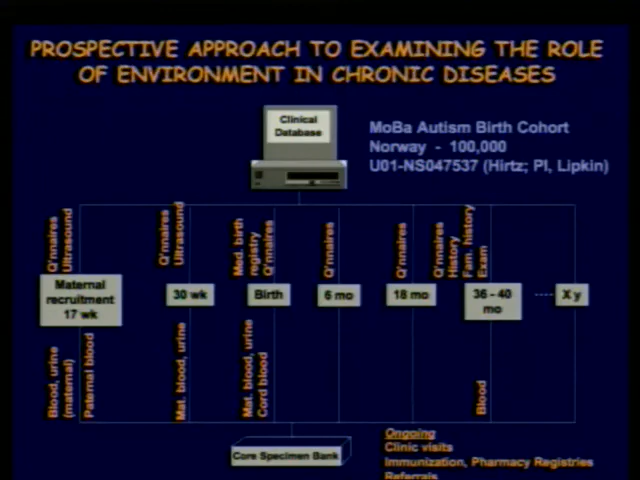 PROSPECTIVE APPROACH TO EXAMINING THE ROLE
OF ENVIRONMENT IN CHRONIC DISEASES
Clinical
Database
MoBa Autism Birth Cohort
Norway - 100,000
U01-NS047537 (Hirtz; PI, Lipkin)
Q'nnaires
Ultrasound
Q'nnaires
Ultrasound
Med. birth
registry
Q'nnaires
Q'nnaires
Q'nnaires
Q'nnaires
History
Fam. history
Exam
Maternal
recruitment
17 wk
30 wk
Birth
6 mo
18 mo
36 - 40
mo
X y
Blood, urine
(maternal)
Paternal blood
Mat. blood, urine
Mat. blood, urine
Cord blood
Blood
Core Specimen Bank
Ongoing
Clinic visits
Immunization, Pharmacy Registries
Referrals